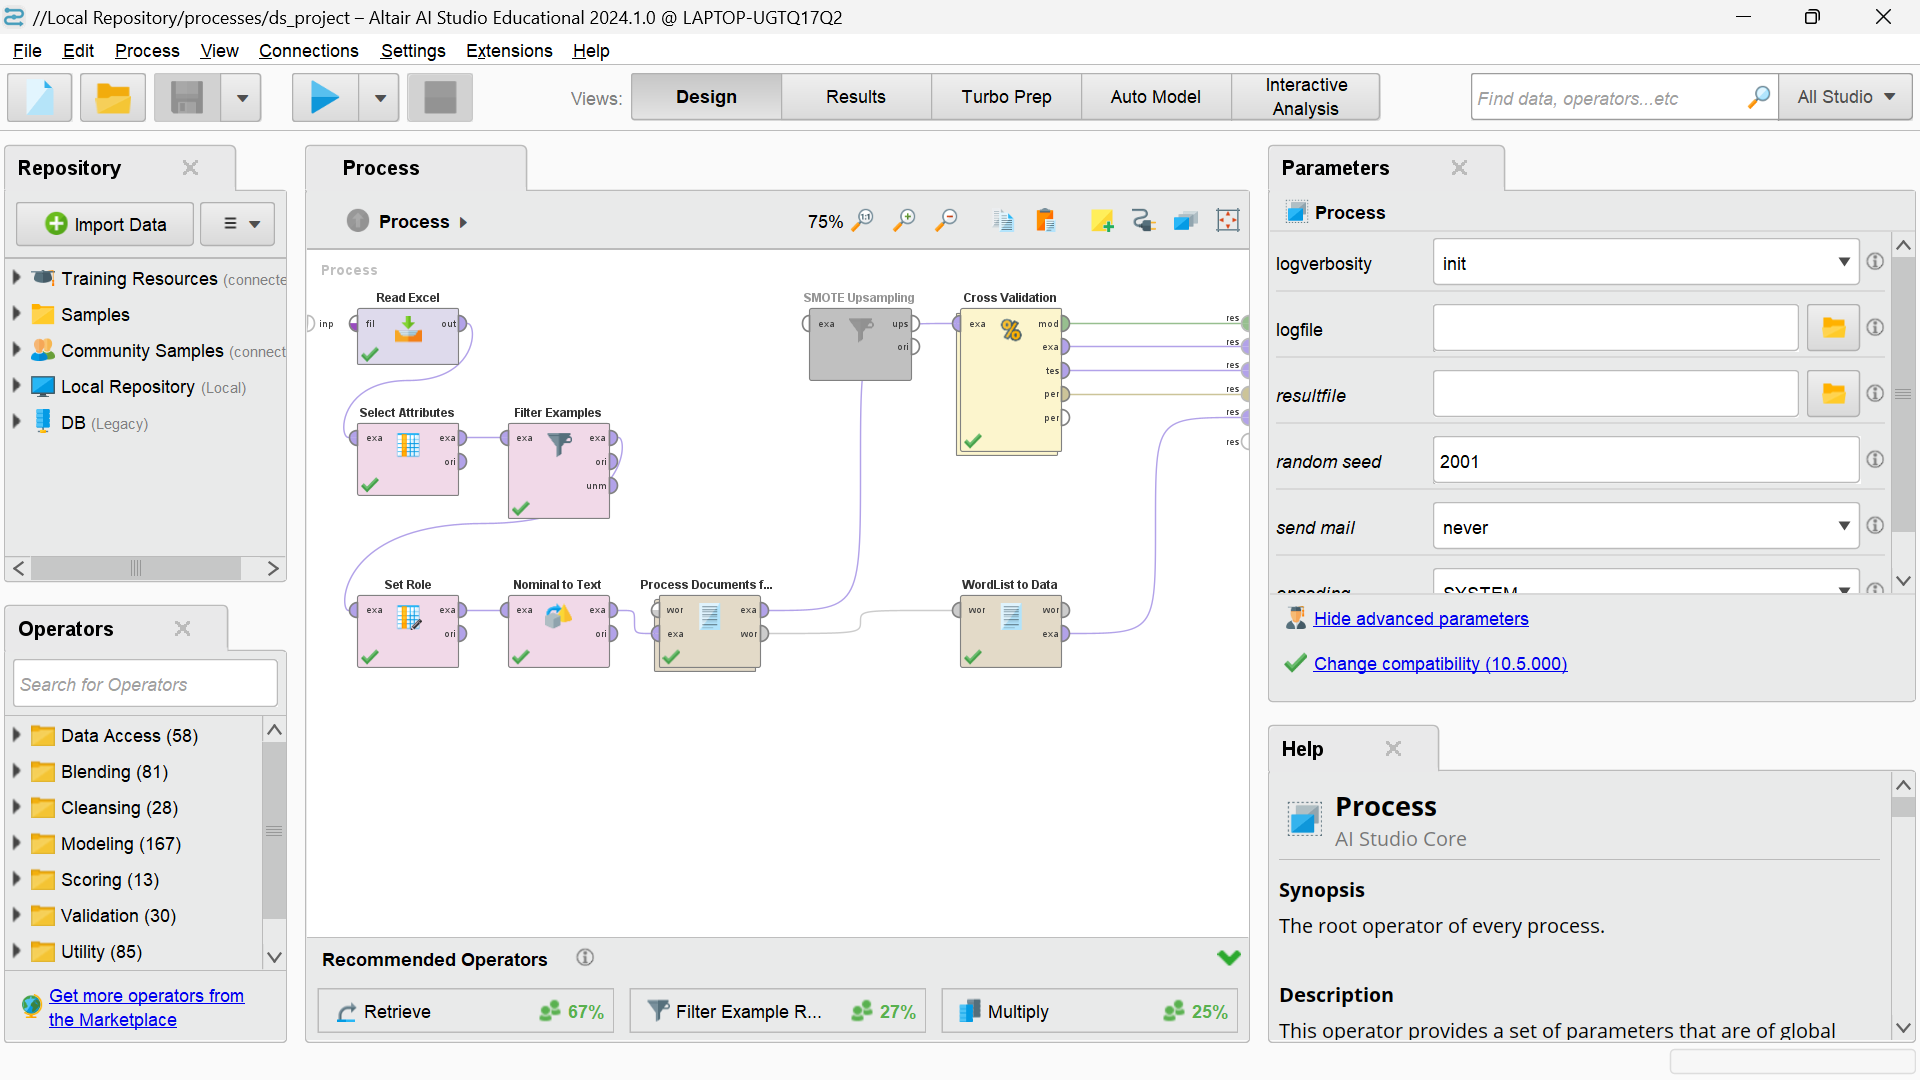 //Local Repository/processes/ds_project – Altair AI Studio Educational 2024.1.0 @ LAPTOP-UGTQ17Q2
File Edit Process View Connections Settings Extensions Help
Views: Design Results Turbo Prep Auto Model Interactive Analysis
Find data, operators...etc All Studio
Repository
Import Data
Training Resources (connecte
Samples
Community Samples (connect
Local Repository (Local)
DB (Legacy)
Operators
Search for Operators
Data Access (58)
Blending (81)
Cleansing (28)
Modeling (167)
Scoring (13)
Validation (30)
Utility (85)
Get more operators from
the Marketplace
Process
Process
75%
Process
inp
Read Excel
fil out
SMOTE Upsampling
exa ups
ori
Cross Validation
exa mod
exa
tes
per
per
res
res
res
res
res
res
Select Attributes
exa exa
ori
Filter Examples
exa exa
ori
unm
Set Role
exa exa
ori
Nominal to Text
exa exa
ori
Process Documents f...
wor exa
exa wor
WordList to Data
wor wor
exa
Recommended Operators
Retrieve 67%
Filter Example R... 27%
Multiply 25%
Parameters
Process
logverbosity init
logfile
resultfile
random seed 2001
send mail never
encoding SYSTEM
Hide advanced parameters
Change compatibility (10.5.000)
Help
Process
AI Studio Core
Synopsis
The root operator of every process.
Description
This operator provides a set of parameters that are of global